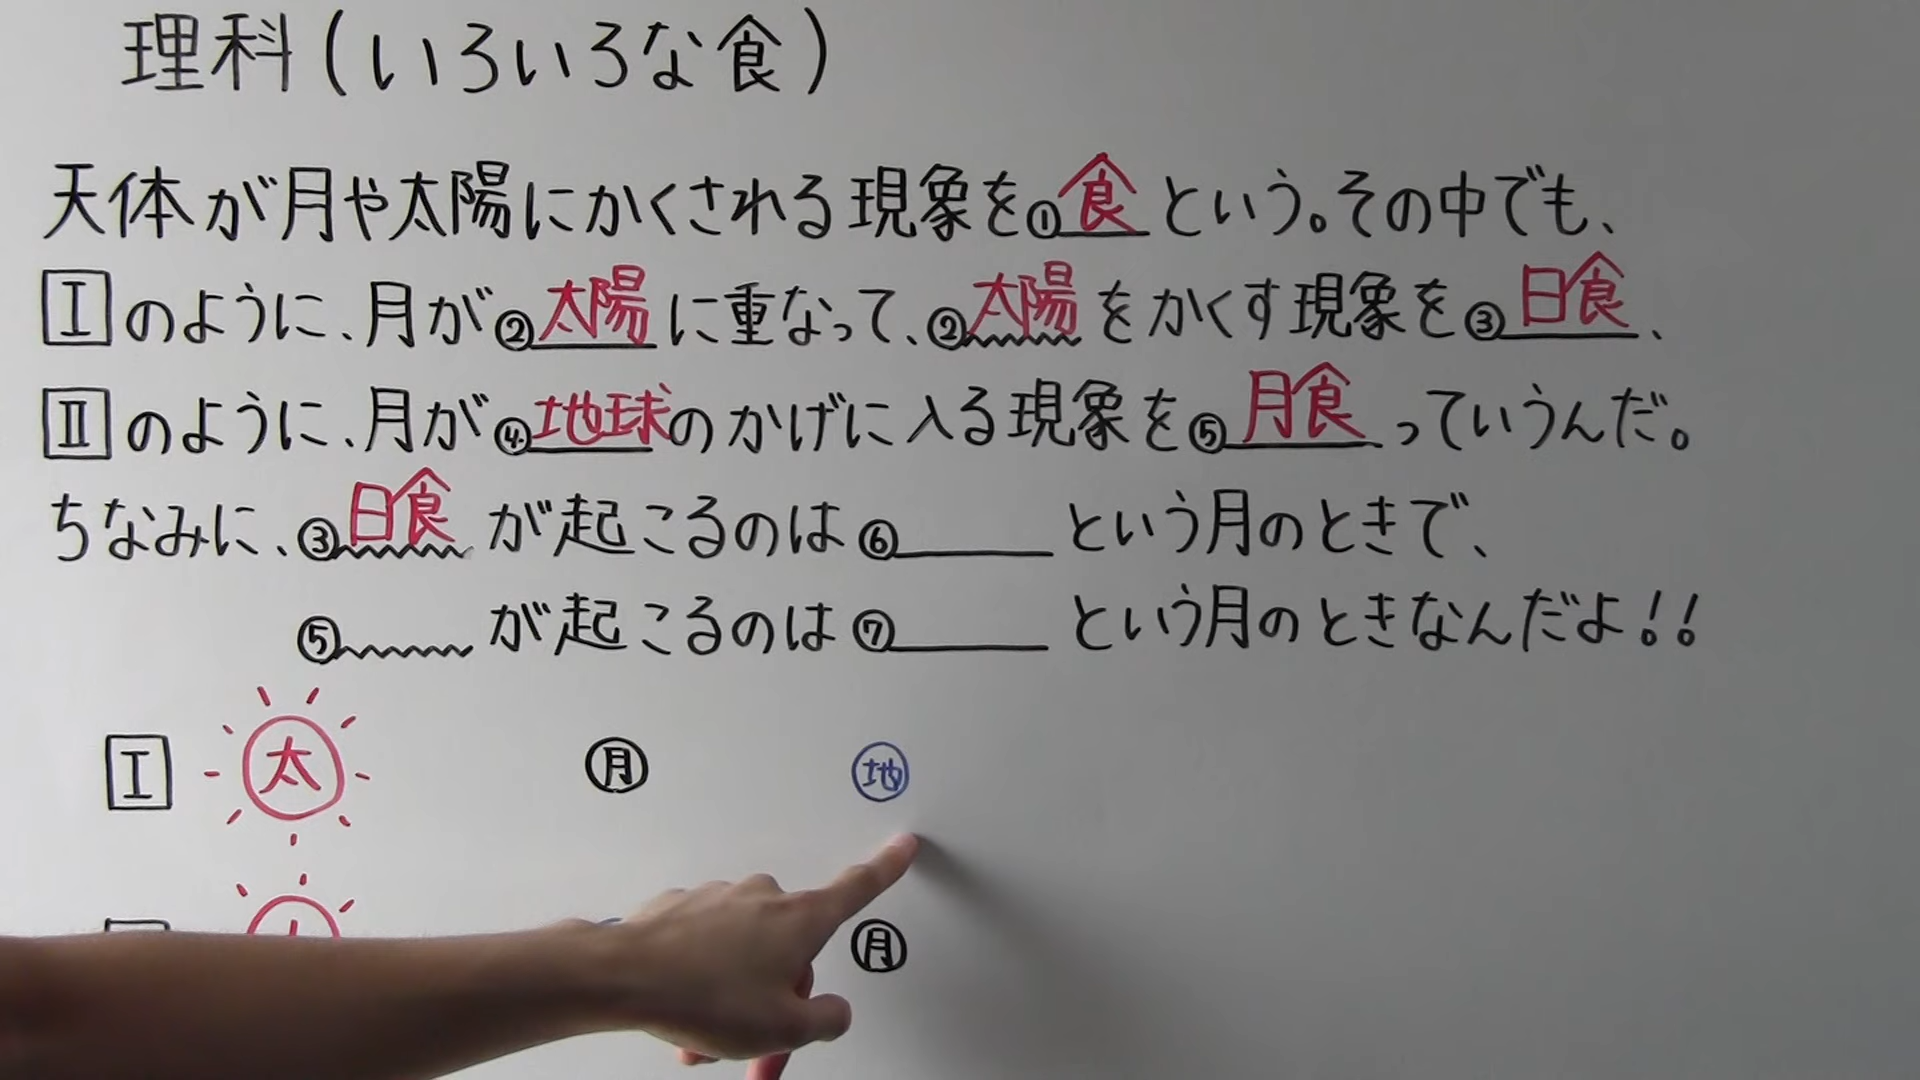 理科(いろいろな食)
天体が月や太陽にかくされる現象を①食という。その中でも、
Ⅰのように、月が②太陽に重なって、②太陽をかくす現象を③日食、
Ⅱのように、月が④地球のかげに入る現象を⑤月食っていうんだ。
ちなみに、③日食が起こるのは⑥という月のときで、
⑤が起こるのは⑦という月のときなんだよ!!
Ⅰ 太 月 地
月